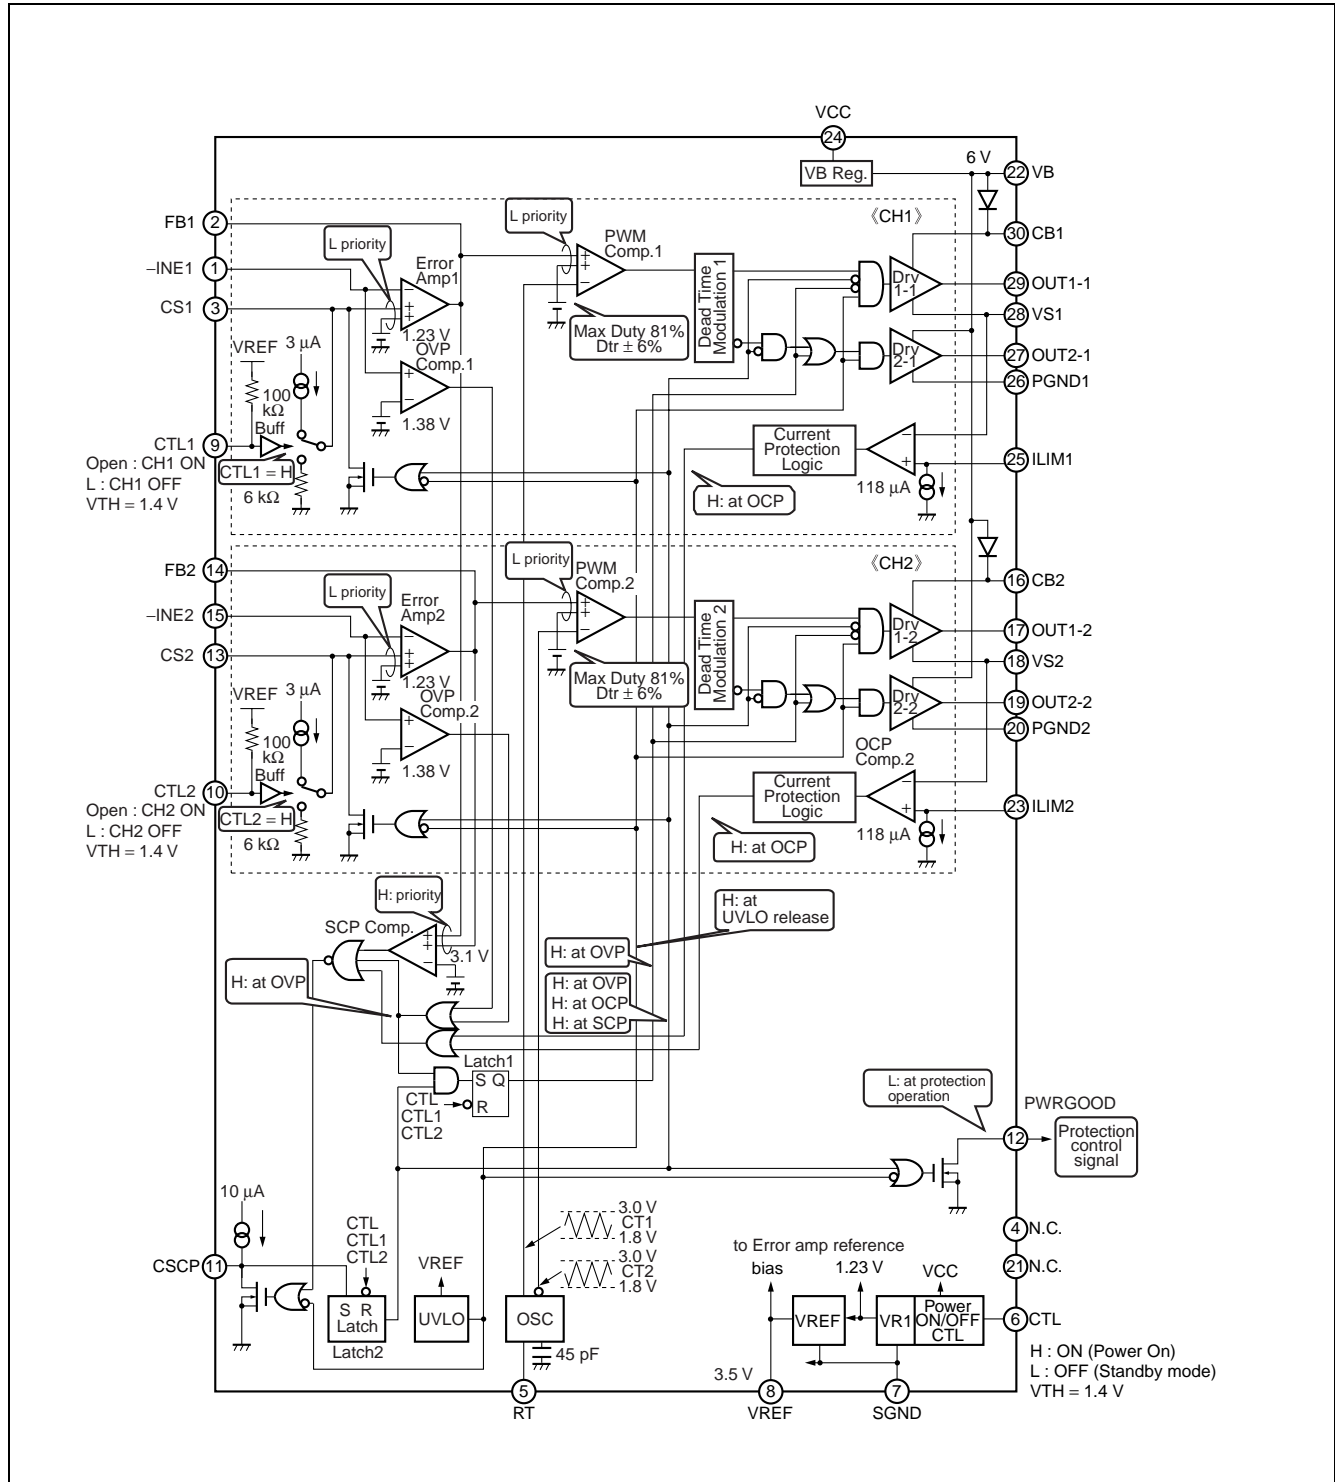 VCC
24
6 V
VB Reg.
22 VB
《CH1》
FB1 2
L priority
L priority
PWM
Comp.1
30 CB1
–INE1 1
Error
Amp1
Dead Time
Modulation 1
Drv
1-1
29 OUT1-1
CS1 3
28 VS1
1.23 V
Max Duty 81%
Dtr ± 6%
VREF
3 µA
OVP
Comp.1
Drv
2-1
27 OUT2-1
26 PGND1
100
kΩ
1.38 V
Buff
CTL1 9
Current
Protection
Logic
–
+
25 ILIM1
Open : CH1 ON
L : CH1 OFF
VTH = 1.4 V
CTL1 = H
6 kΩ
118 µA
H: at OCP
《CH2》
FB2 14
L priority
L priority
PWM
Comp.2
16 CB2
–INE2 15
Error
Amp2
Dead Time
Modulation 2
Drv
1-2
17 OUT1-2
CS2 13
18 VS2
1.23 V
Max Duty 81%
Dtr ± 6%
VREF
3 µA
OVP
Comp.2
Drv
2-2
19 OUT2-2
20 PGND2
100
kΩ
1.38 V
Buff
OCP
Comp.2
CTL2 10
Current
Protection
Logic
–
+
23 ILIM2
Open : CH2 ON
L : CH2 OFF
VTH = 1.4 V
CTL2 = H
6 kΩ
118 µA
H: at OCP
H: priority
H: at
UVLO release
SCP Comp.
3.1 V
H: at OVP
H: at OVP
H: at OVP
H: at OCP
H: at SCP
Latch1
S Q
R
CTL
CTL1
CTL2
L: at protection
operation
PWRGOOD
12
Protection
control
signal
10 µA
CTL
CTL1
CTL2
3.0 V
CT1
1.8 V
4 N.C.
CSCP 11
VREF
3.0 V
CT2
1.8 V
to Error amp reference
bias
1.23 V
21 N.C.
VCC
S R
Latch
Latch2
UVLO
OSC
VREF
VR1
Power
ON/OFF
CTL
6 CTL
45 pF
H : ON (Power On)
L : OFF (Standby mode)
VTH = 1.4 V
3.5 V
5
RT
8
VREF
7
SGND